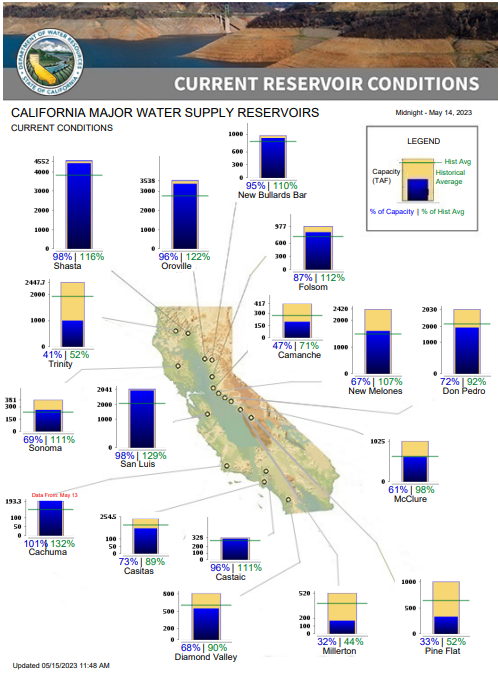 DEPARTMENT OF WATER RESOURCES
STATE OF CALIFORNIA
CURRENT RESERVOIR CONDITIONS
CALIFORNIA MAJOR WATER SUPPLY RESERVOIRS
Midnight - May 14, 2023
CURRENT CONDITIONS
LEGEND
Capacity
(TAF)
Hist Avg
Historical
Average
% of Capacity | % of Hist Avg
4552
4000
3000
2000
1000
0
98% | 116%
Shasta
3538
3000
2000
1000
0
96% | 122%
Oroville
1000
600
300
0
95% | 110%
New Bullards Bar
977
600
300
0
87% | 112%
Folsom
2447.7
2000
1000
0
41% | 52%
Trinity
417
300
150
0
47% | 71%
Camanche
2420
2000
1000
0
67% | 107%
New Melones
2030
1000
0
72% | 92%
Don Pedro
381
300
150
0
69% | 111%
Sonoma
2041
2000
1000
0
98% | 129%
San Luis
1025
0
61% | 98%
McClure
Data From: May 13
193.3
100
50
0
101% | 132%
Cachuma
254.5
100
50
0
73% | 89%
Casitas
328
100
0
96% | 111%
Castaic
800
400
200
0
68% | 90%
Diamond Valley
520
200
100
0
32% | 44%
Millerton
1000
500
0
33% | 52%
Pine Flat
Updated 05/15/2023 11:48 AM